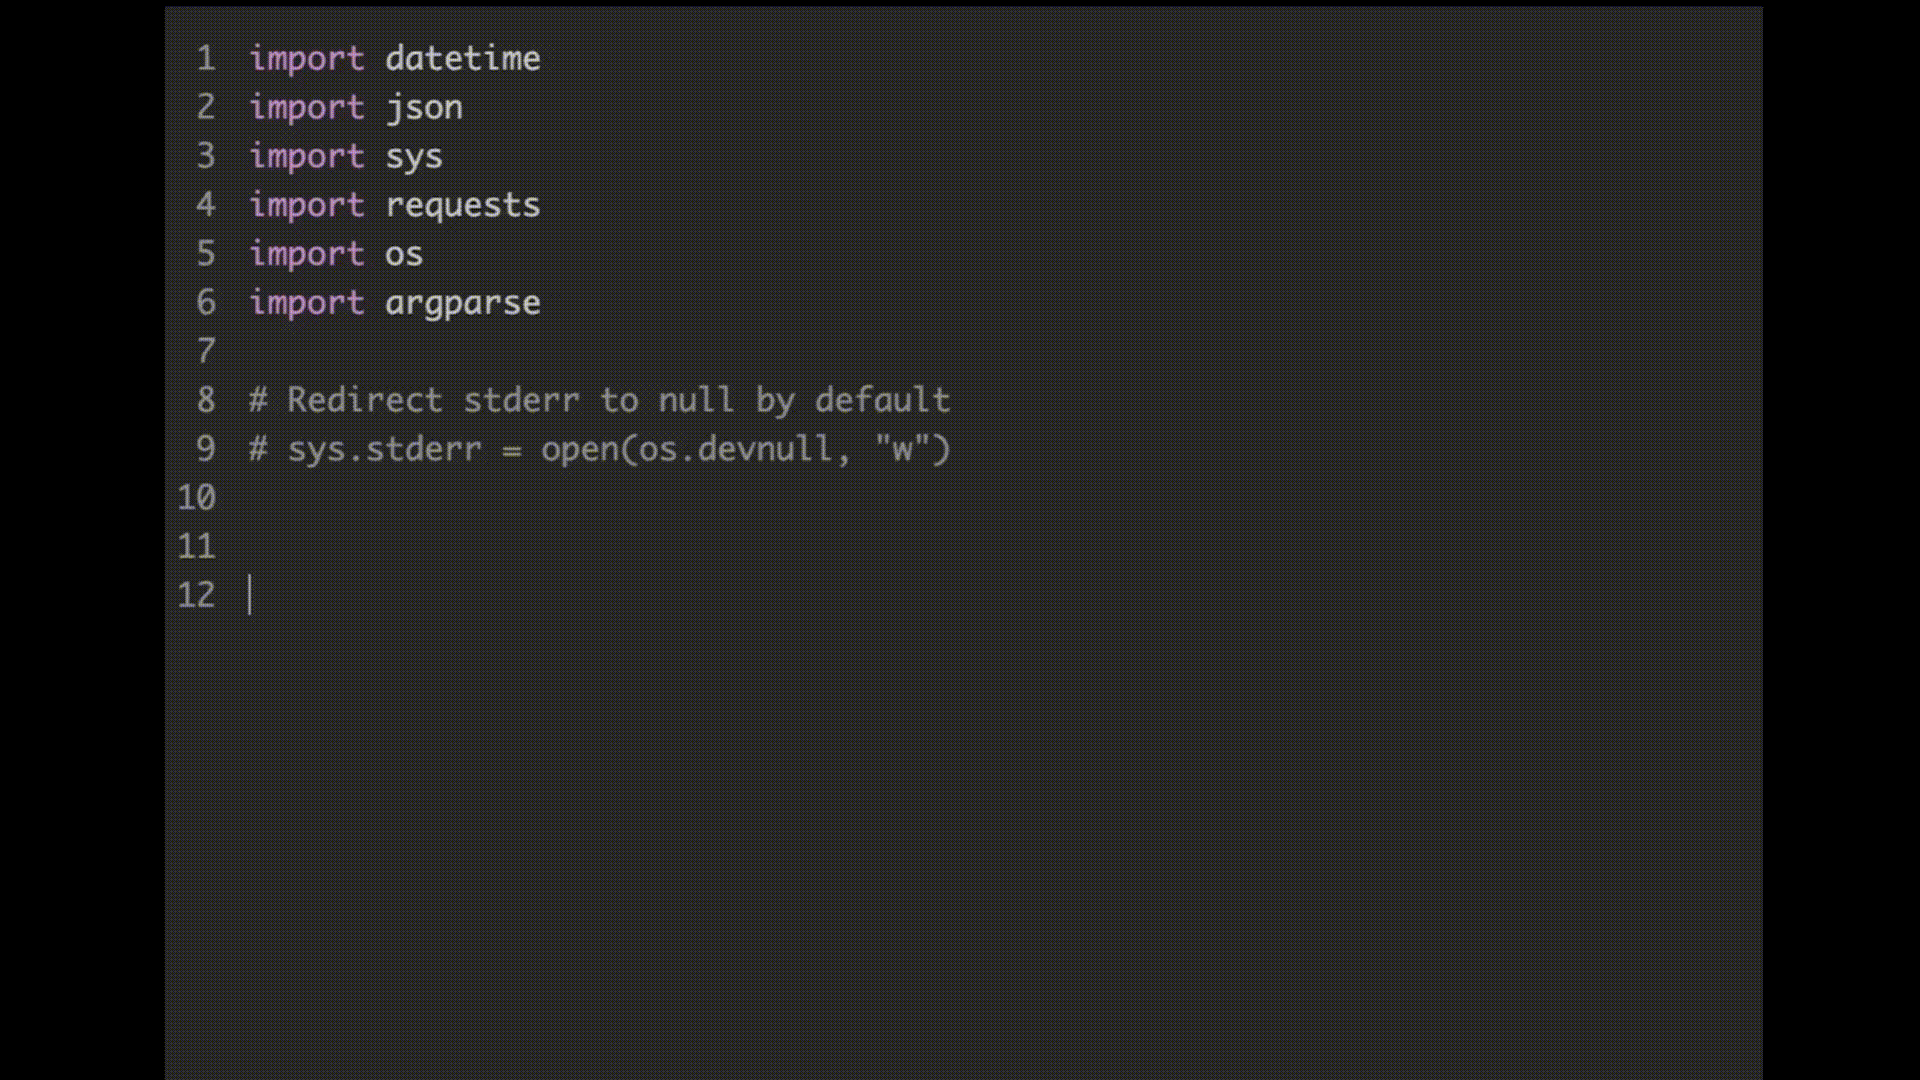 1 import datetime
2 import json
3 import sys
4 import requests
5 import os
6 import argparse
7
8 # Redirect stderr to null by default
9 # sys.stderr = open(os.devnull, "w")
10
11
12